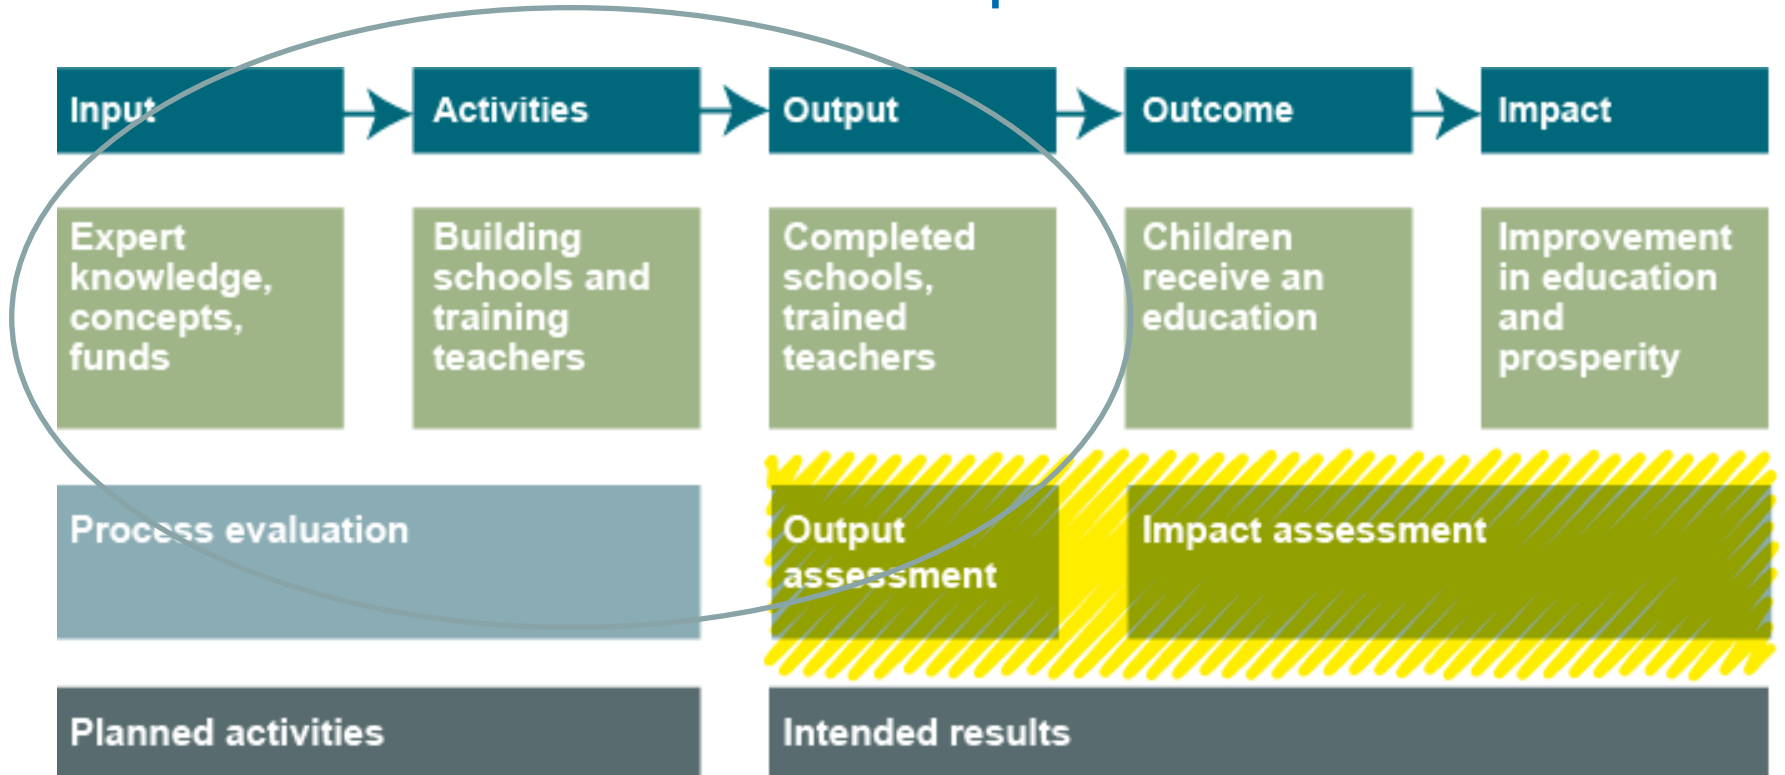 Input
Activities
Output
Outcome
Impact
Expert
knowledge,
concepts,
funds
Building
schools and
training
teachers
Completed
schools,
trained
teachers
Children
receive an
education
Improvement
in education
and
prosperity
Process evaluation
Output
assessment
Impact assessment
Planned activities
Intended results